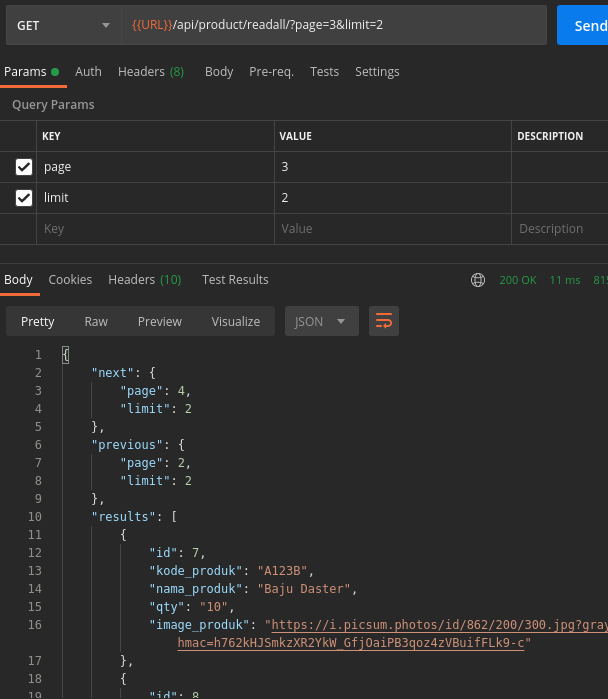 GET {{URL}}/api/product/readall/?page=3&limit=2 Send
Params Auth Headers (8) Body Pre-req. Tests Settings
Query Params
KEY VALUE DESCRIPTION
page 3
limit 2
Key Value Description
Body Cookies Headers (10) Test Results 200 OK 11 ms 815
Pretty Raw Preview Visualize JSON
1 {
2 "next": {
3 "page": 4,
4 "limit": 2
5 },
6 "previous": {
7 "page": 2,
8 "limit": 2
9 },
10 "results": [
11 {
12 "id": 7,
13 "kode_produk": "A123B",
14 "nama_produk": "Baju Daster",
15 "qty": "10",
16 "image_produk": "https://i.picsum.photos/id/862/200/300.jpg?gray
hmac=h762kHJSmkzXR2YkW_GfjOaiPB3qoz4zVBuifFLk9-c"
17 },
18 {
19 "id": 8